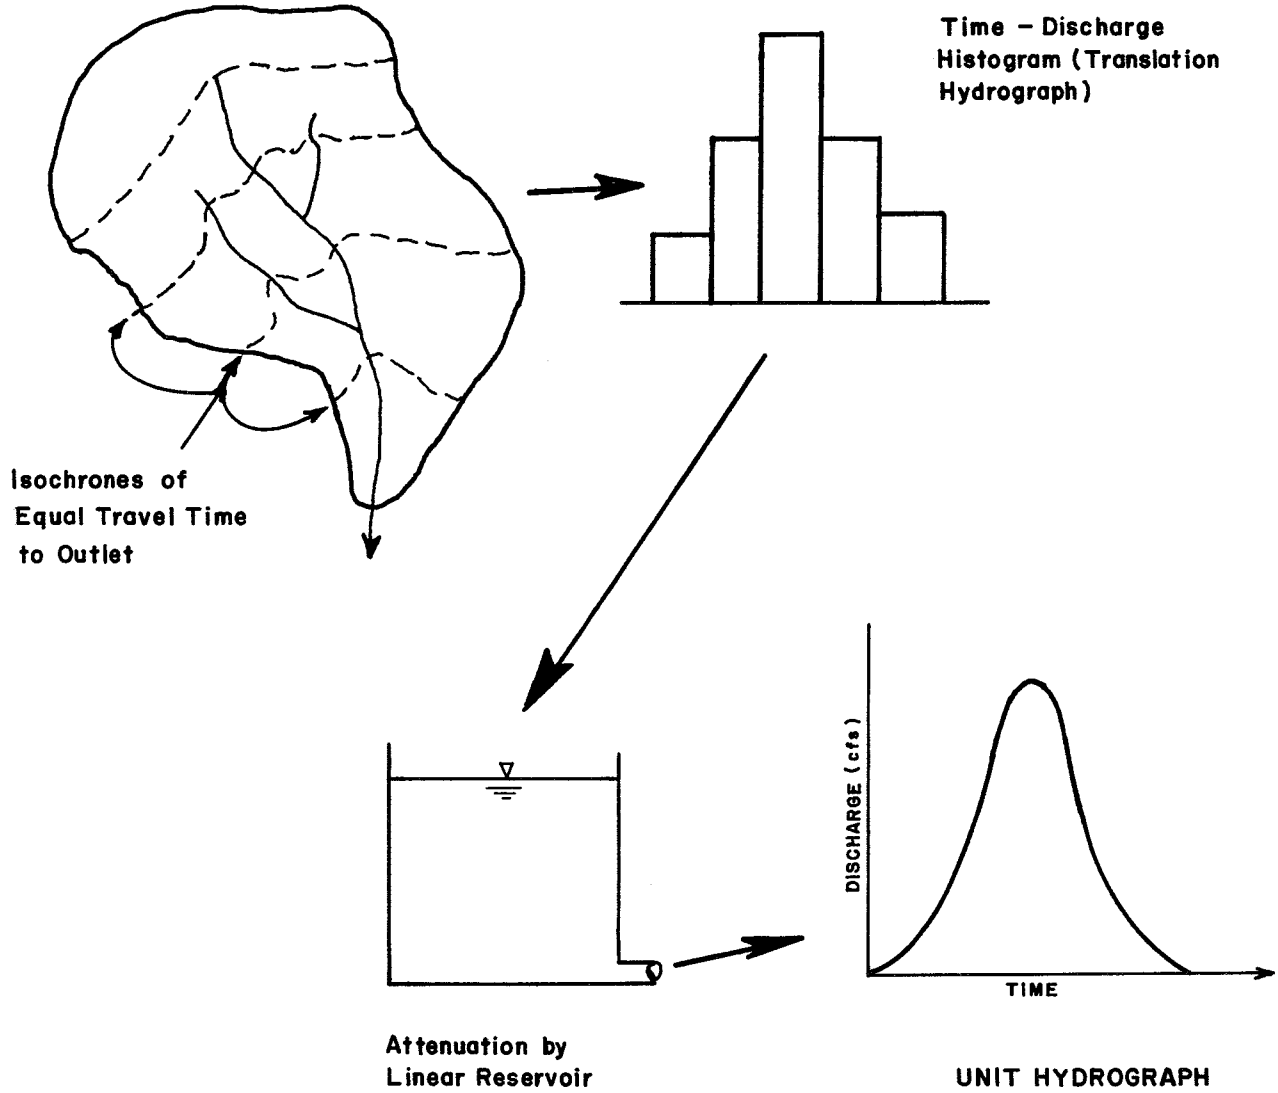 Time – Discharge
Histogram (Translation
Hydrograph)
Isochrones of
Equal Travel Time
to Outlet
DISCHARGE (cfs)
TIME
Attenuation by
Linear Reservoir
UNIT HYDROGRAPH